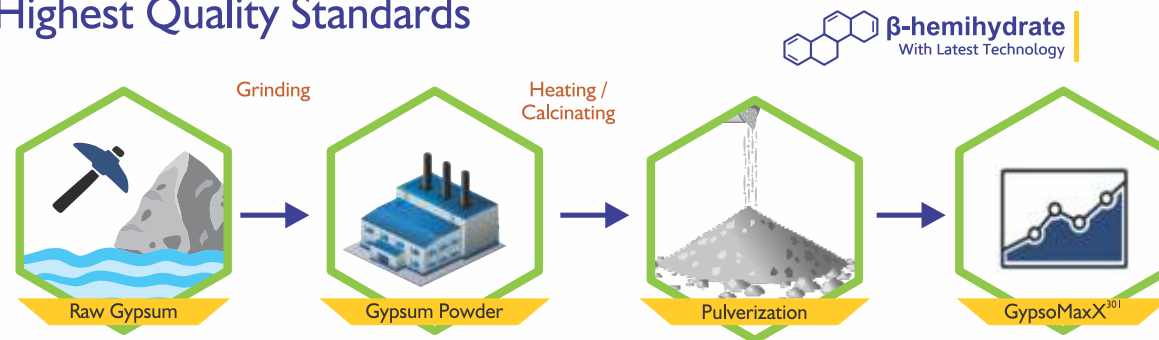 Highest Quality Standards
β-hemihydrate
With Latest Technology
Grinding
Heating /
Calcinating
Raw Gypsum
Gypsum Powder
Pulverization
GypsoMaxX³⁰¹